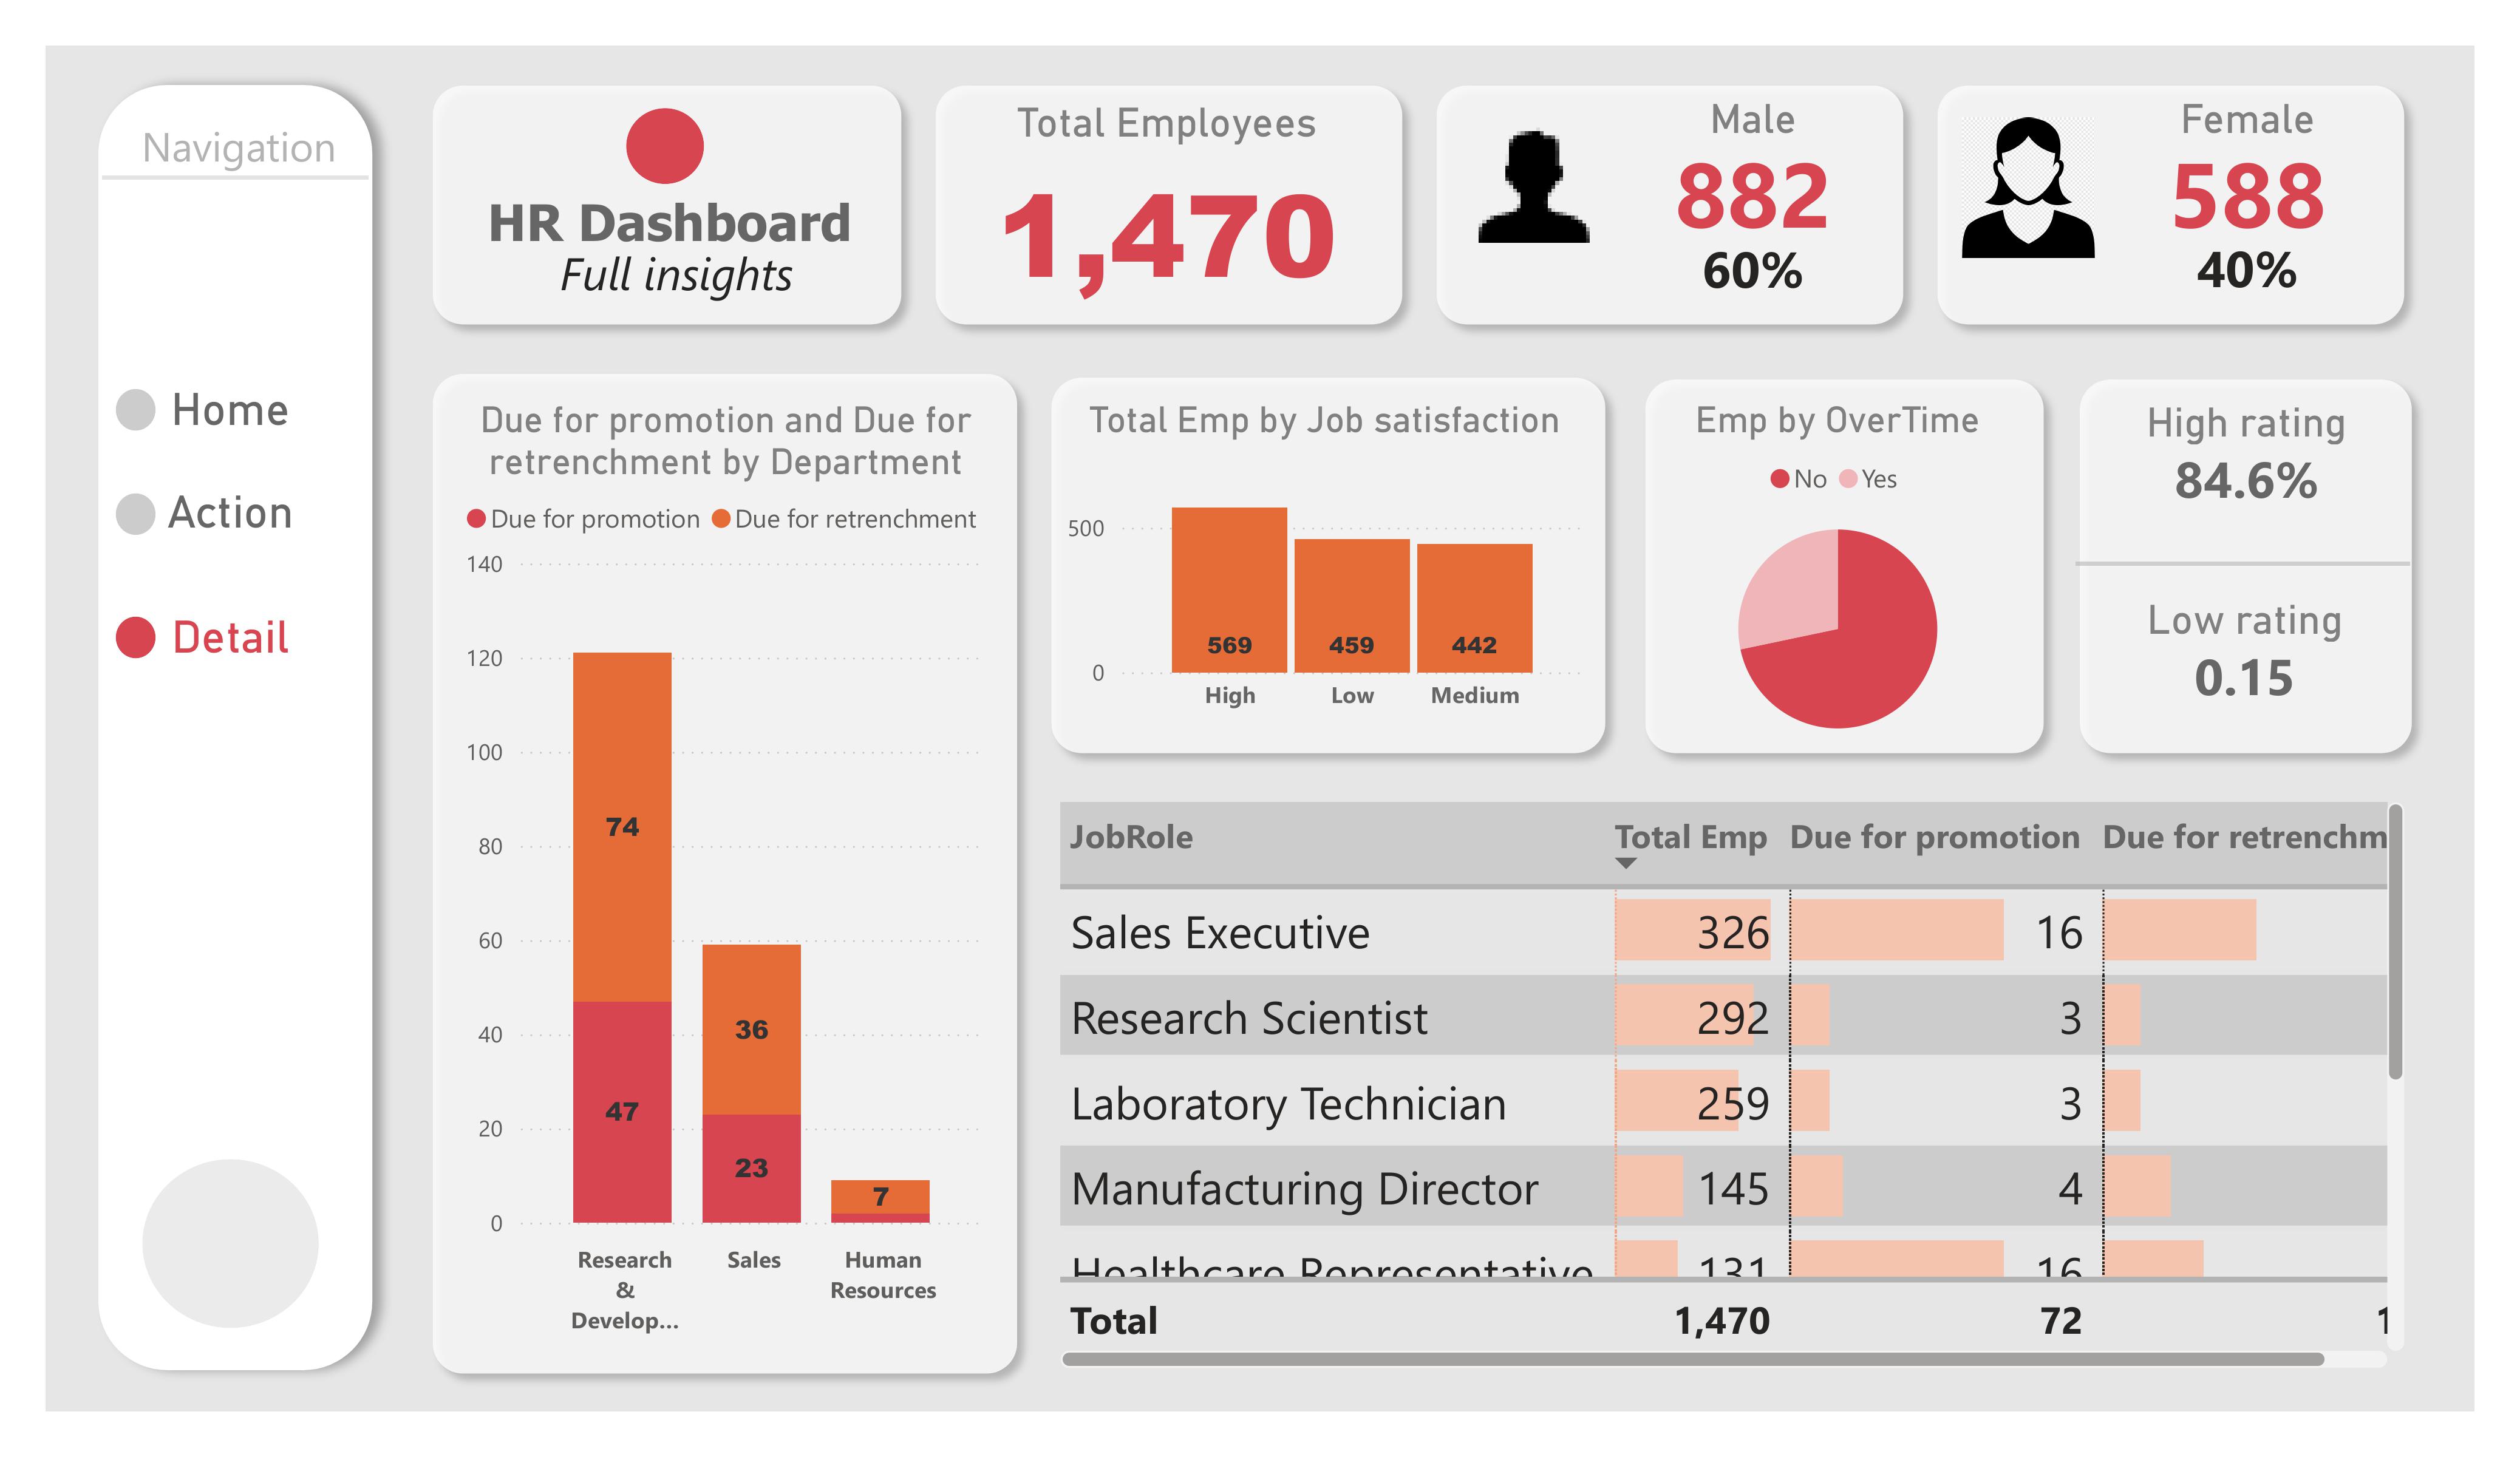 Navigation
Home
Action
Detail
HR Dashboard
Full insights
Total Employees
1,470
Male
882
60%
Female
588
40%
Due for promotion and Due for
retrenchment by Department
Due for promotion Due for retrenchment
140
120
100
80
60
40
20
0
74
47
36
23
7
Research
&
Develop...
Sales
Human
Resources
Total Emp by Job satisfaction
500
0
569 459 442
High Low Medium
Emp by OverTime
No Yes
High rating
84.6%
Low rating
0.15
JobRole Total Emp Due for promotion Due for retrenchm
Sales Executive 326 16
Research Scientist 292 3
Laboratory Technician 259 3
Manufacturing Director 145 4
Healthcare Representative 131 16
Total 1,470 72 1